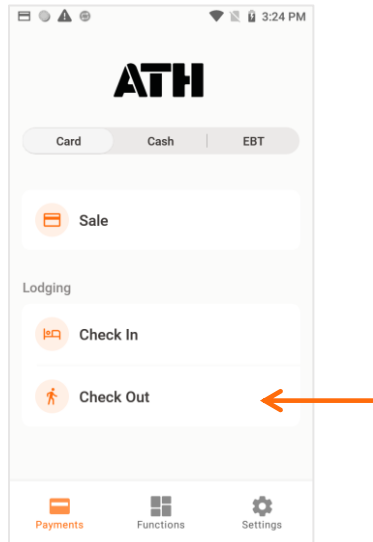 3:24 PM
ATH
Card Cash EBT
Sale
Lodging
Check In
Check Out
Payments Functions Settings